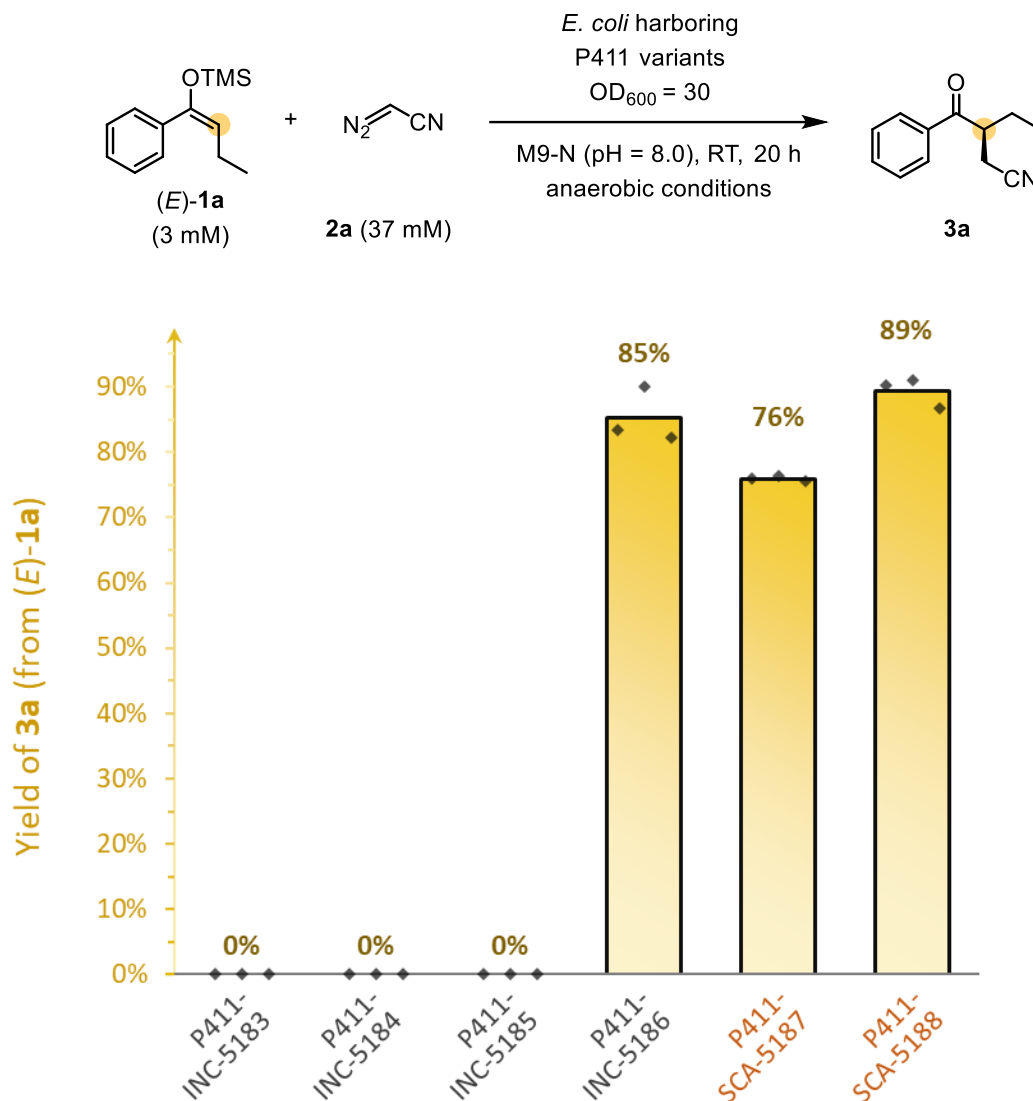 E. coli harboring
P411 variants
OD600 = 30
M9-N (pH = 8.0), RT, 20 h
anaerobic conditions
OTMS
(E)-1a
(3 mM)
+
N2
CN
2a (37 mM)
O
CN
3a
Yield of 3a (from (E)-1a)
90%
80%
70%
60%
50%
40%
30%
20%
10%
0%
0%
0%
0%
85%
76%
89%
P411-
INC-5183
P411-
INC-5184
P411-
INC-5185
P411-
INC-5186
P411-
SCA-5187
P411-
SCA-5188